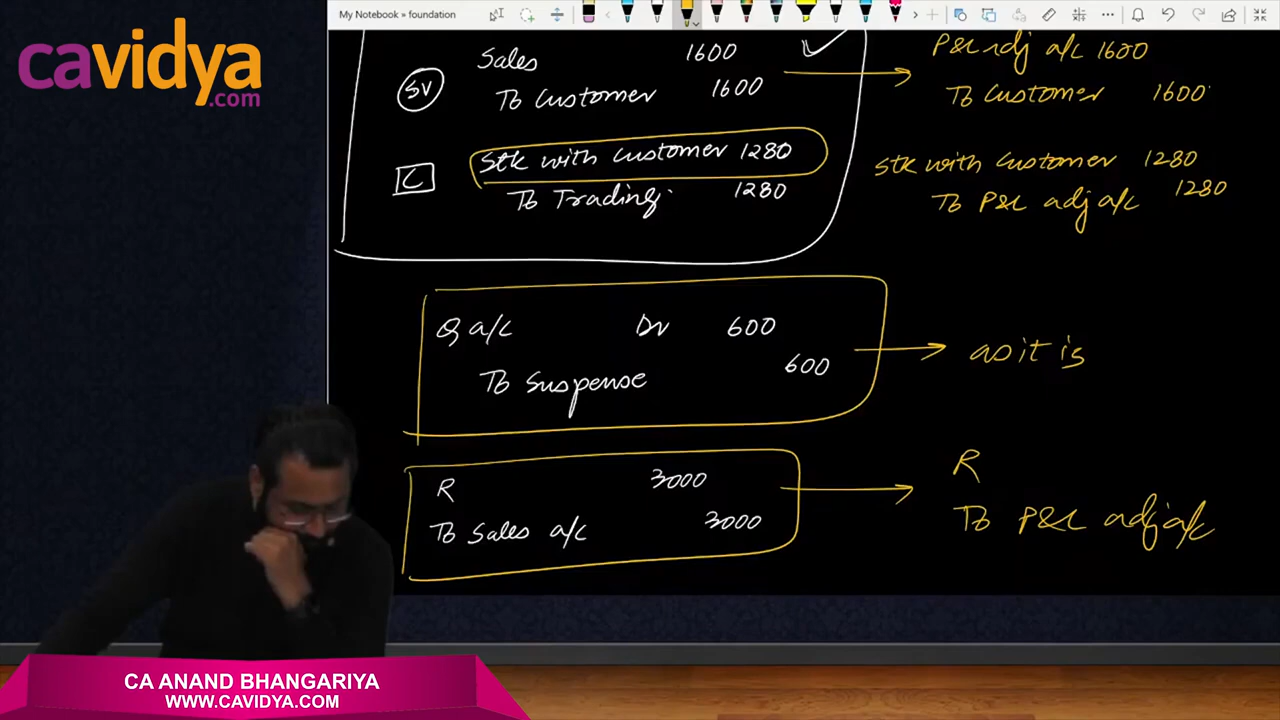 cavidya
.com
My Notebook » foundation
Sales 1600
SV
To Customer 1600
C
Stk with Customer 1280
To Trading 1280
P&L adj a/c 1600
To Customer 1600
Stk with Customer 1280
To P&L adj a/c 1280
Q a/c Dr 600
To Suspense 600
as it is
R 3000
To Sales a/c 3000
R
To P&L adj a/c
CA ANAND BHANGARIYA
WWW.CAVIDYA.COM